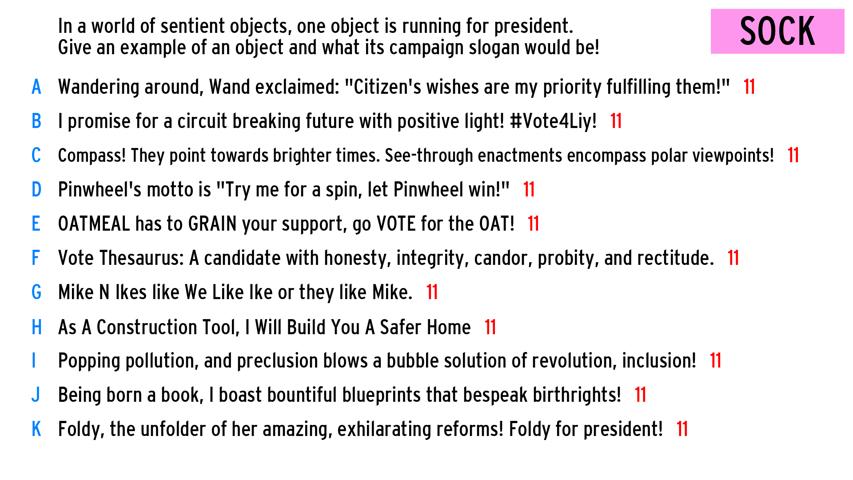 In a world of sentient objects, one object is running for president.
Give an example of an object and what its campaign slogan would be!
SOCK
A Wandering around, Wand exclaimed: "Citizen's wishes are my priority fulfilling them!" 11
B I promise for a circuit breaking future with positive light! #Vote4Liy! 11
C Compass! They point towards brighter times. See-through enactments encompass polar viewpoints! 11
D Pinwheel's motto is "Try me for a spin, let Pinwheel win!" 11
E OATMEAL has to GRAIN your support, go VOTE for the OAT! 11
F Vote Thesaurus: A candidate with honesty, integrity, candor, probity, and rectitude. 11
G Mike N Ikes like We Like Ike or they like Mike. 11
H As A Construction Tool, I Will Build You A Safer Home 11
I Popping pollution, and preclusion blows a bubble solution of revolution, inclusion! 11
J Being born a book, I boast bountiful blueprints that bespeak birthrights! 11
K Foldy, the unfolder of her amazing, exhilarating reforms! Foldy for president! 11